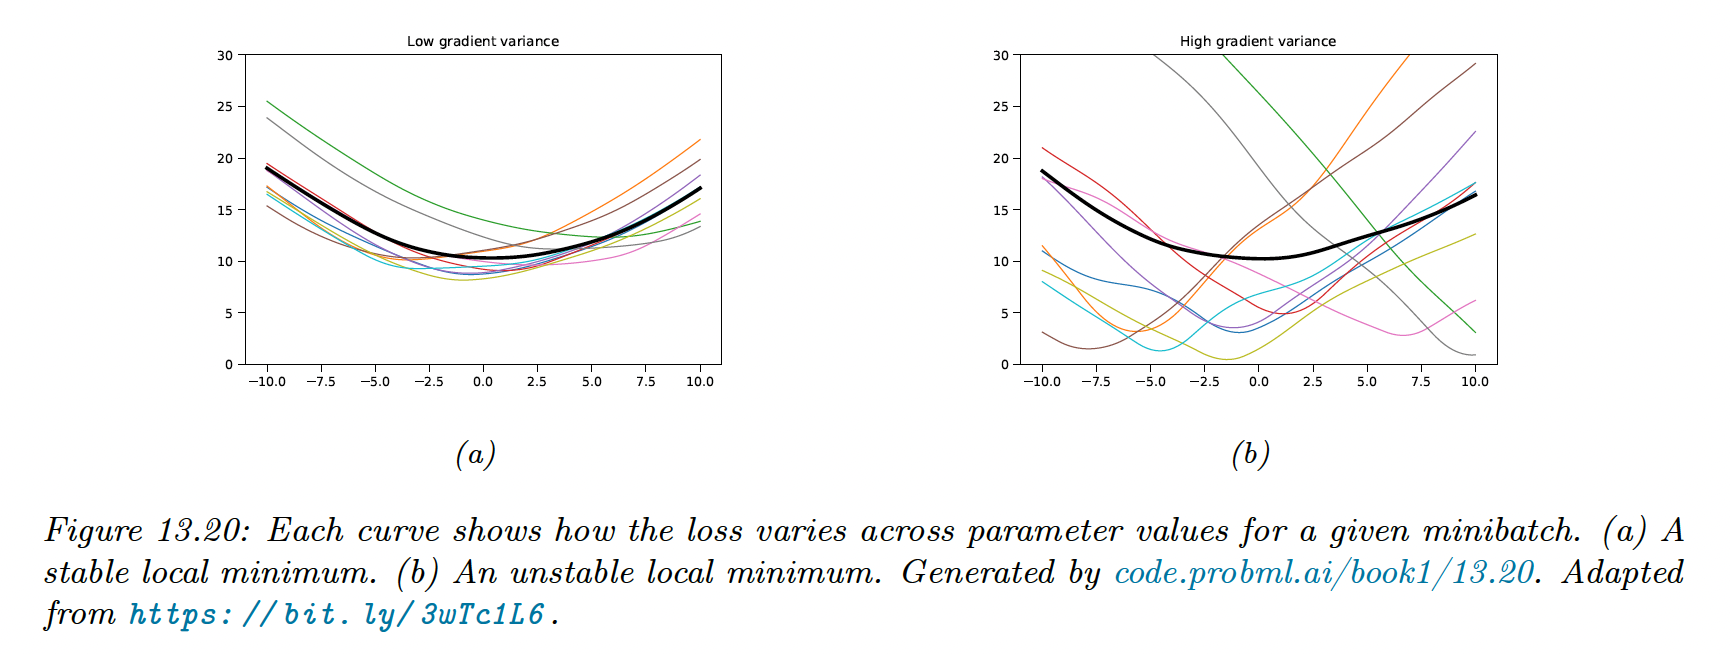 Low gradient variance
30
25
20
15
10
5
0
−10.0 −7.5 −5.0 −2.5 0.0 2.5 5.0 7.5 10.0
(a)
High gradient variance
30
25
20
15
10
5
0
−10.0 −7.5 −5.0 −2.5 0.0 2.5 5.0 7.5 10.0
(b)
Figure 13.20: Each curve shows how the loss varies across parameter values for a given minibatch. (a) A
stable local minimum. (b) An unstable local minimum. Generated by code.probml.ai/book1/13.20. Adapted
from https://bit.ly/3wTc1L6.